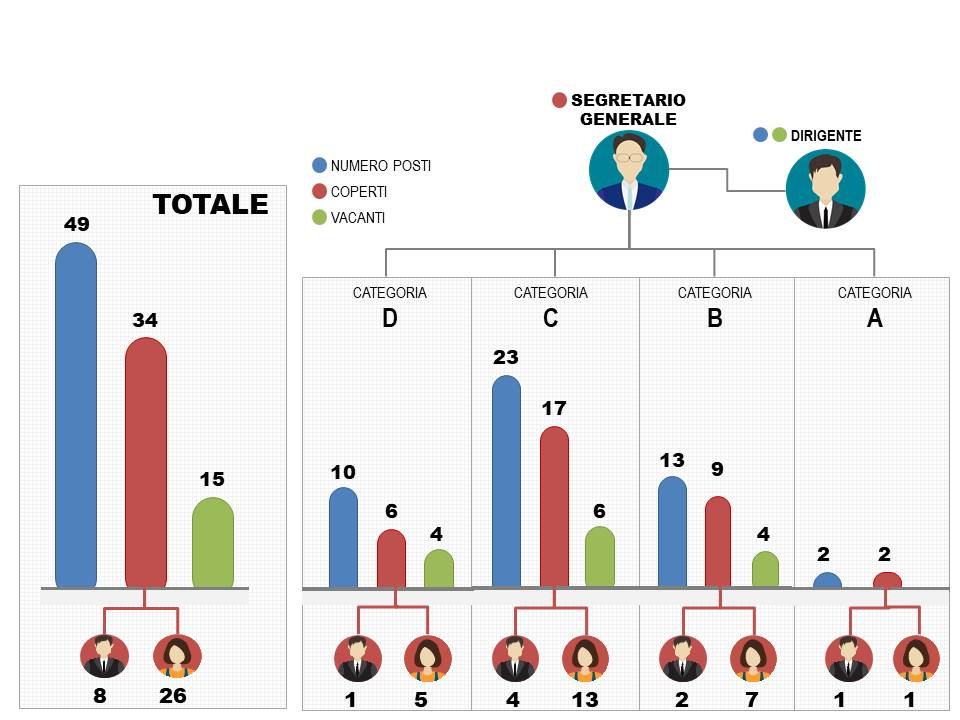 SEGRETARIO
GENERALE
DIRIGENTE
NUMERO POSTI
COPERTI
VACANTI
TOTALE
49
34
15
8
26
CATEGORIA
D
10
6
4
1
5
CATEGORIA
C
23
17
6
4
13
CATEGORIA
B
13
9
4
2
7
CATEGORIA
A
2
2
1
1